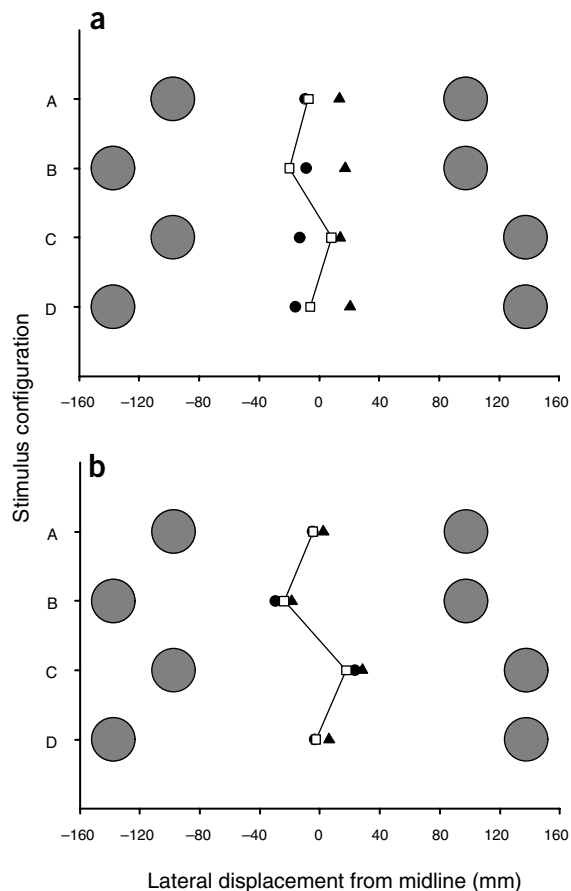 a
A
B
C
D
−160 −120 −80 −40 0 40 80 120 160
Stimulus configuration
b
A
B
C
D
−160 −120 −80 −40 0 40 80 120 160
Lateral displacement from midline (mm)